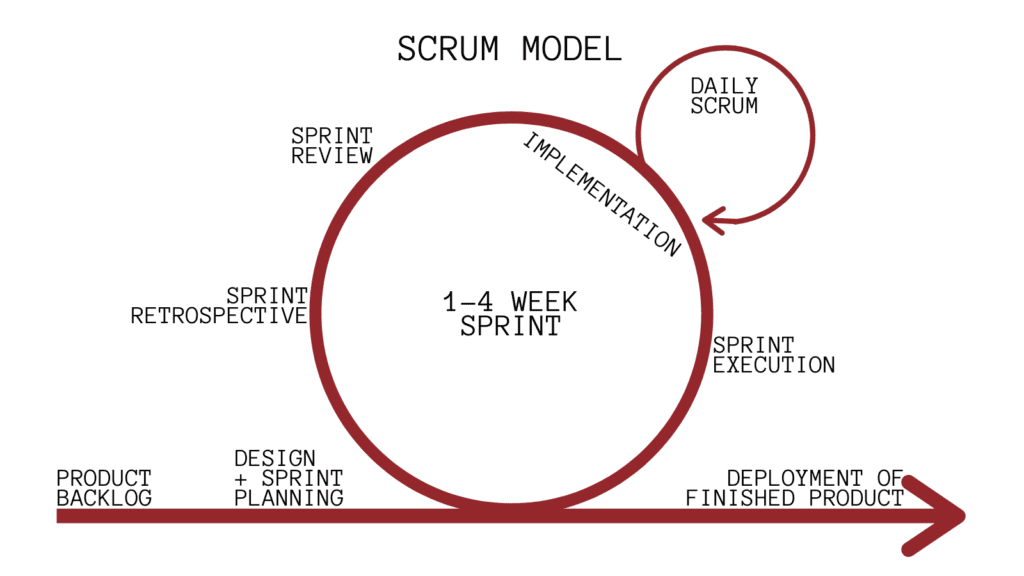 SCRUM MODEL
DAILY
SCRUM
SPRINT
REVIEW
IMPLEMENTATION
SPRINT
RETROSPECTIVE
1–4 WEEK
SPRINT
SPRINT
EXECUTION
PRODUCT
BACKLOG
DESIGN
+ SPRINT
PLANNING
DEPLOYMENT OF
FINISHED PRODUCT